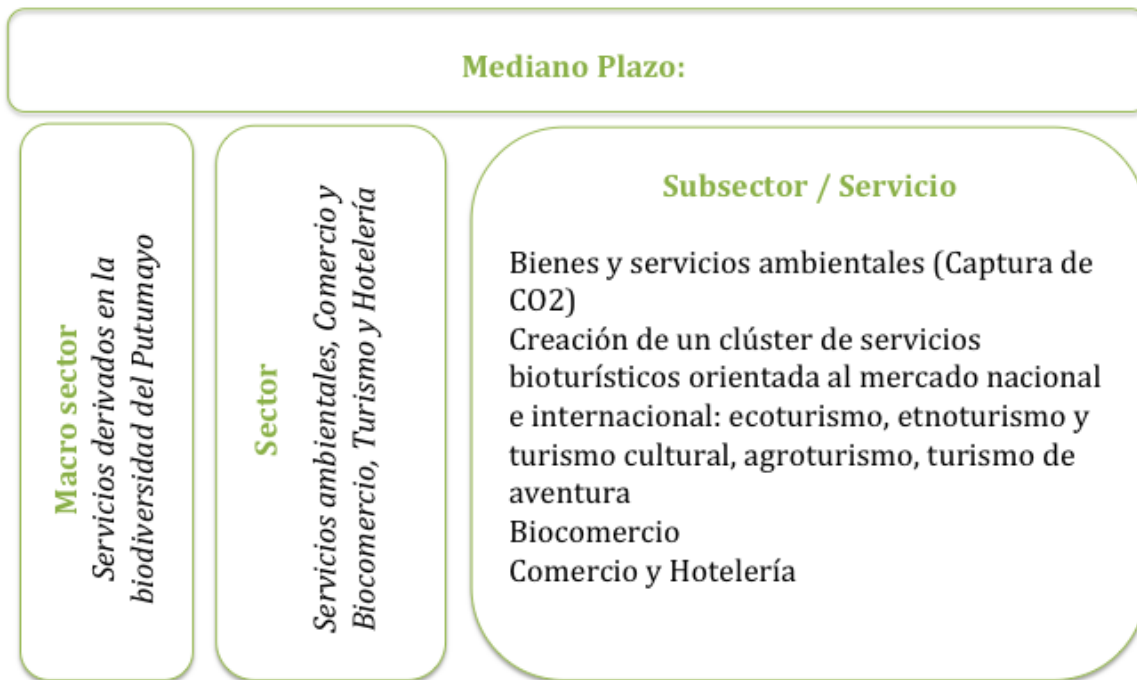 Mediano Plazo:
Macro sector
Servicios derivados en la
biodiversidad del Putumayo
Sector
Servicios ambientales, Comercio y
Biocomercio, Turismo y Hotelería
Subsector / Servicio
Bienes y servicios ambientales (Captura de
CO2)
Creación de un clúster de servicios
bioturísticos orientada al mercado nacional
e internacional: ecoturismo, etnoturismo y
turismo cultural, agroturismo, turismo de
aventura
Biocomercio
Comercio y Hotelería